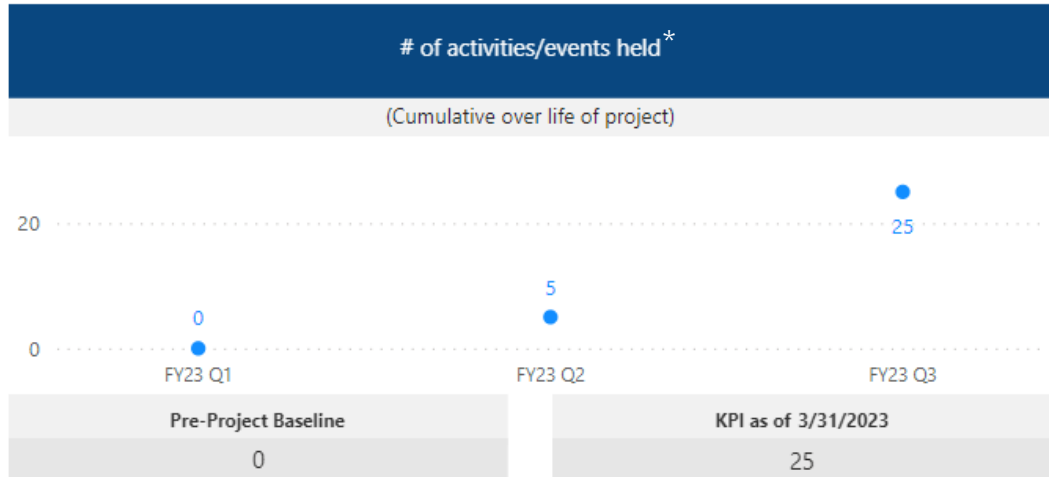 # of activities/events held*
(Cumulative over life of project)
20
25
5
0
0
FY23 Q1 FY23 Q2 FY23 Q3
Pre-Project Baseline KPI as of 3/31/2023
0 25